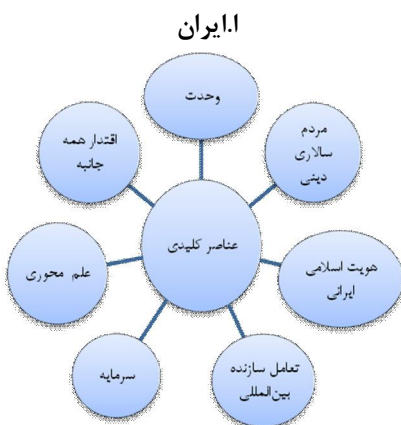 ا.ایران
وحدت
مردم
سالاری
دینی
هویت اسلامی
ایرانی
تعامل سازنده
بین‌المللی
سرمایه
علم محوری
اقتدار همه
جانبه
عناصر کلیدی